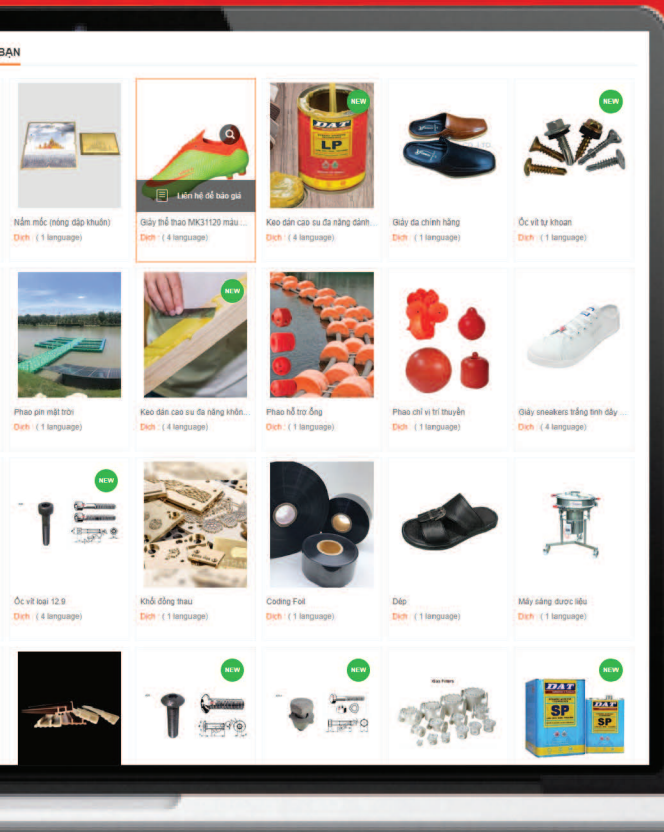 BẠN
NEW
DAT
LP
NEW
Liên hệ để báo giá
Nấm mốc (nóng dập khuôn)
Giày thể thao MK31120 màu ...
Keo dán cao su đa năng dành...
Giày da chính hãng
Ốc vít tự khoan
Dịch : ( 1 language)
Dịch : ( 4 language)
Dịch : ( 4 language)
Dịch : ( 1 language)
Dịch : ( 1 language)
NEW
Phao pin mặt trời
Keo dán cao su đa năng khôn...
Phao hỗ trợ ống
Phao chỉ vị trí thuyền
Giày sneakers trắng tinh dây ...
Dịch : ( 1 language)
Dịch : ( 4 language)
Dịch : ( 1 language)
Dịch : ( 1 language)
Dịch : ( 4 language)
NEW
Ốc vít loại 12.9
Khối đồng thau
Coding Foil
Dép
Máy sàng dược liệu
Dịch : ( 4 language)
Dịch : ( 1 language)
Dịch : ( 1 language)
Dịch : ( 1 language)
Dịch : ( 1 language)
NEW
NEW
NEW
DAT
SP
DAT
SP